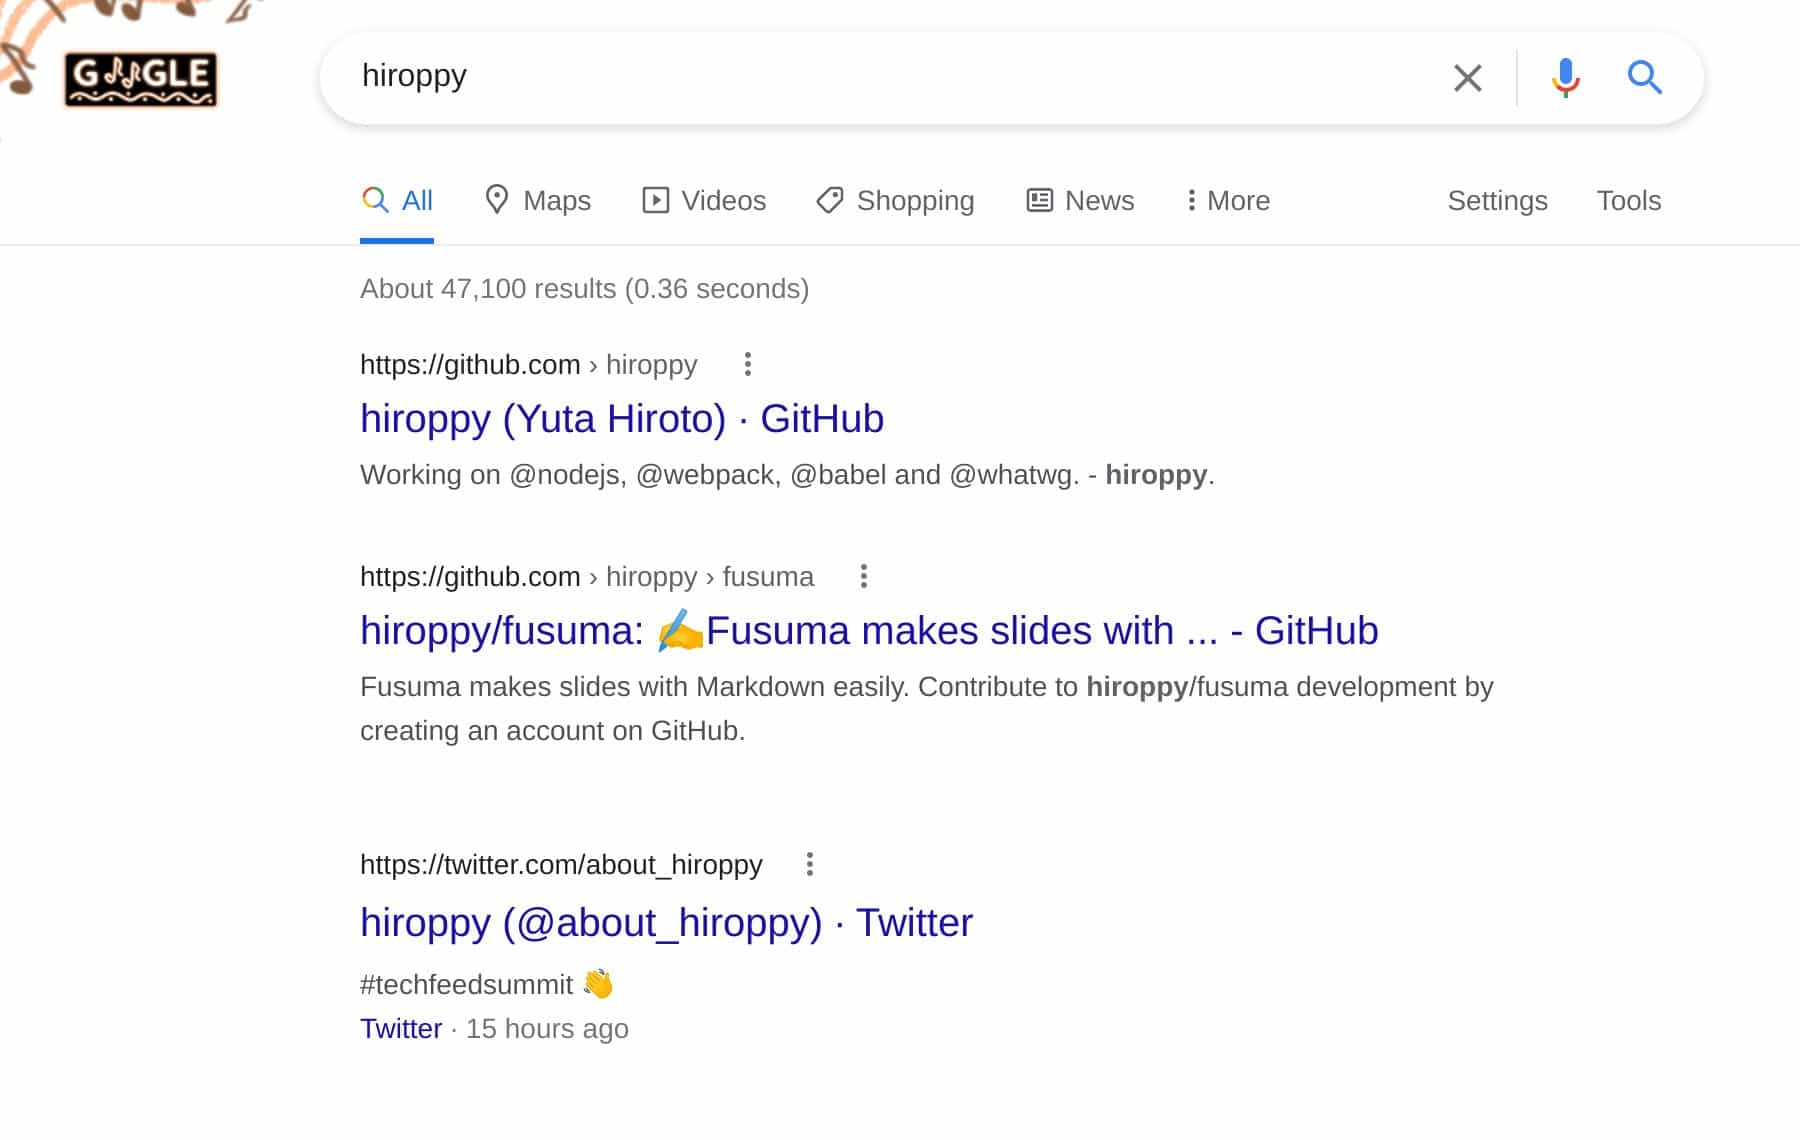 GOOGLE
hiroppy
All Maps Videos Shopping News More Settings Tools
About 47,100 results (0.36 seconds)
https://github.com › hiroppy
hiroppy (Yuta Hiroto) · GitHub
Working on @nodejs, @webpack, @babel and @whatwg. - hiroppy.
https://github.com › hiroppy › fusuma
hiroppy/fusuma: ✍Fusuma makes slides with ... - GitHub
Fusuma makes slides with Markdown easily. Contribute to hiroppy/fusuma development by
creating an account on GitHub.
https://twitter.com/about_hiroppy
hiroppy (@about_hiroppy) · Twitter
#techfeedsummit 👏
Twitter · 15 hours ago